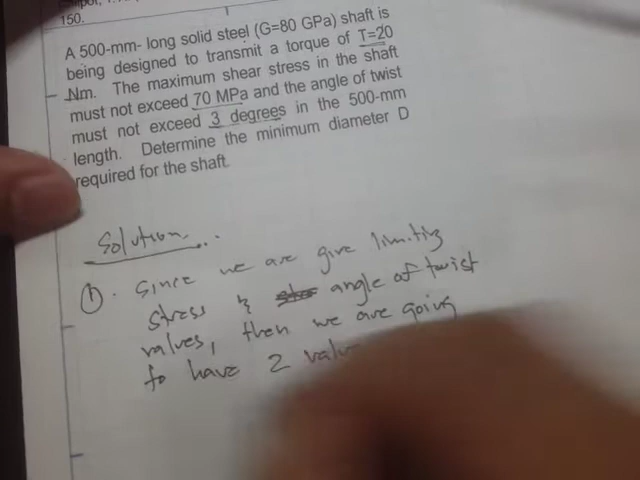 150.
A 500-mm- long solid steel (G=80 GPa) shaft is
being designed to transmit a torque of T=20
Nm. The maximum shear stress in the shaft
must not exceed 70 MPa and the angle of twist
must not exceed 3 degrees in the 500-mm
length. Determine the minimum diameter D
required for the shaft.
Solution...
1. Since we are give limiting
stress & angle of twist
values, then we are going
to have 2